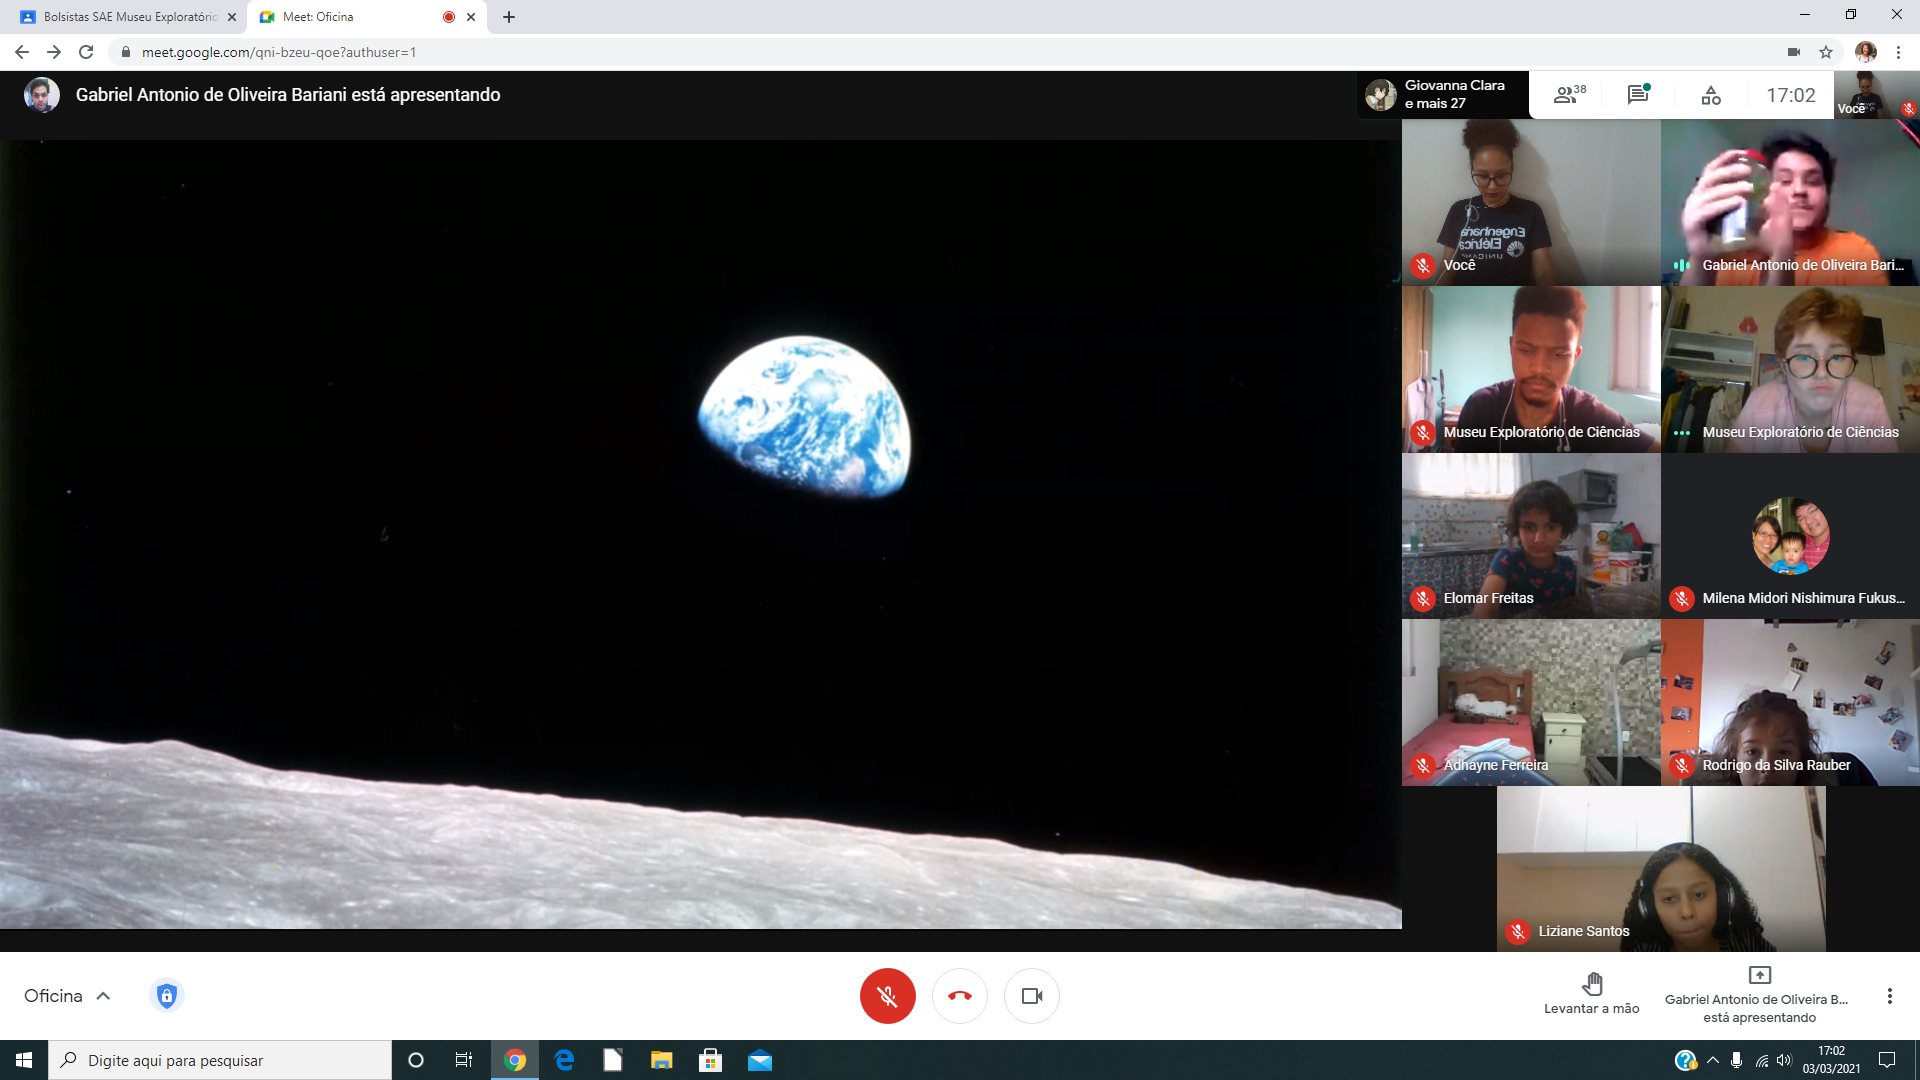 Bolsistas SAE Museu Exploratório
Meet: Oficina
meet.google.com/qni-bzeu-qoe?authuser=1
Gabriel Antonio de Oliveira Bariani está apresentando
Giovanna Clara
e mais 27
38
17:02
Você
Engenharia
Elétrica
UNICAMP
Você
Gabriel Antonio de Oliveira Bari...
Museu Exploratório de Ciências
Museu Exploratório de Ciências
Elomar Freitas
Milena Midori Nishimura Fukus...
Adhayne Ferreira
Rodrigo da Silva Rauber
Liziane Santos
Oficina
Levantar a mão
Gabriel Antonio de Oliveira B...
está apresentando
Digite aqui para pesquisar
17:02
03/03/2021